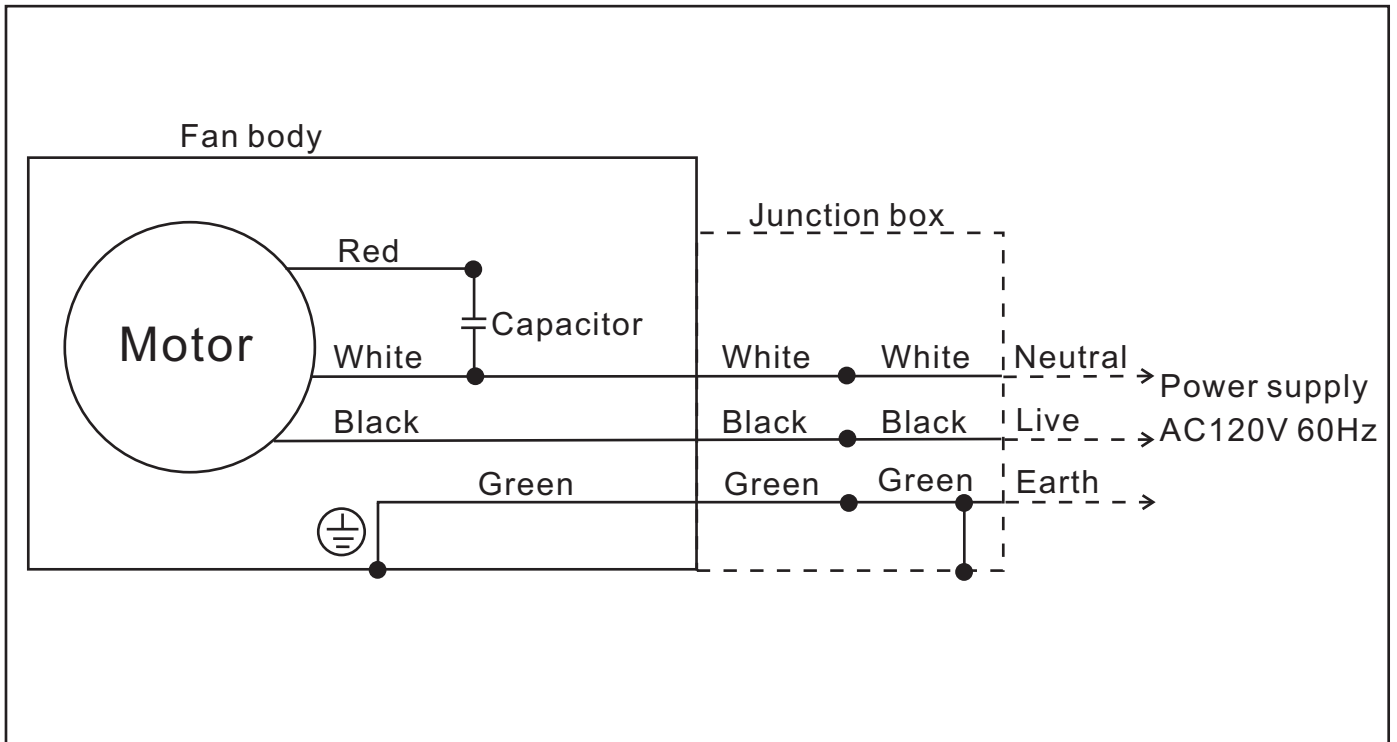 Fan body
Junction box
Red
Motor
Capacitor
White
White
White
Neutral
Power supply
Black
Black
Black
Live
AC120V 60Hz
Green
Green
Green
Earth